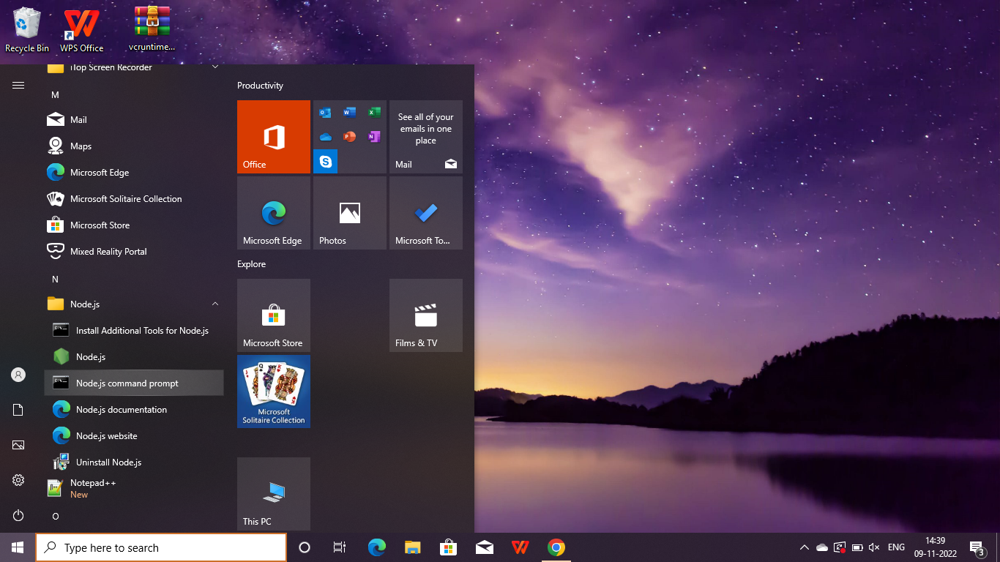 Recycle Bin
WPS Office
vcruntime...
iTop Screen Recorder
M
Mail
Maps
Microsoft Edge
Microsoft Solitaire Collection
Microsoft Store
Mixed Reality Portal
N
Node.js
Install Additional Tools for Node.js
Node.js
Node.js command prompt
Node.js documentation
Node.js website
Uninstall Node.js
Notepad++
New
O
Productivity
Office
See all of your
emails in one
place
Mail
Microsoft Edge
Photos
Microsoft To...
Explore
Microsoft Store
Films & TV
Microsoft
Solitaire Collection
This PC
Type here to search
ENG
14:39
09-11-2022
3